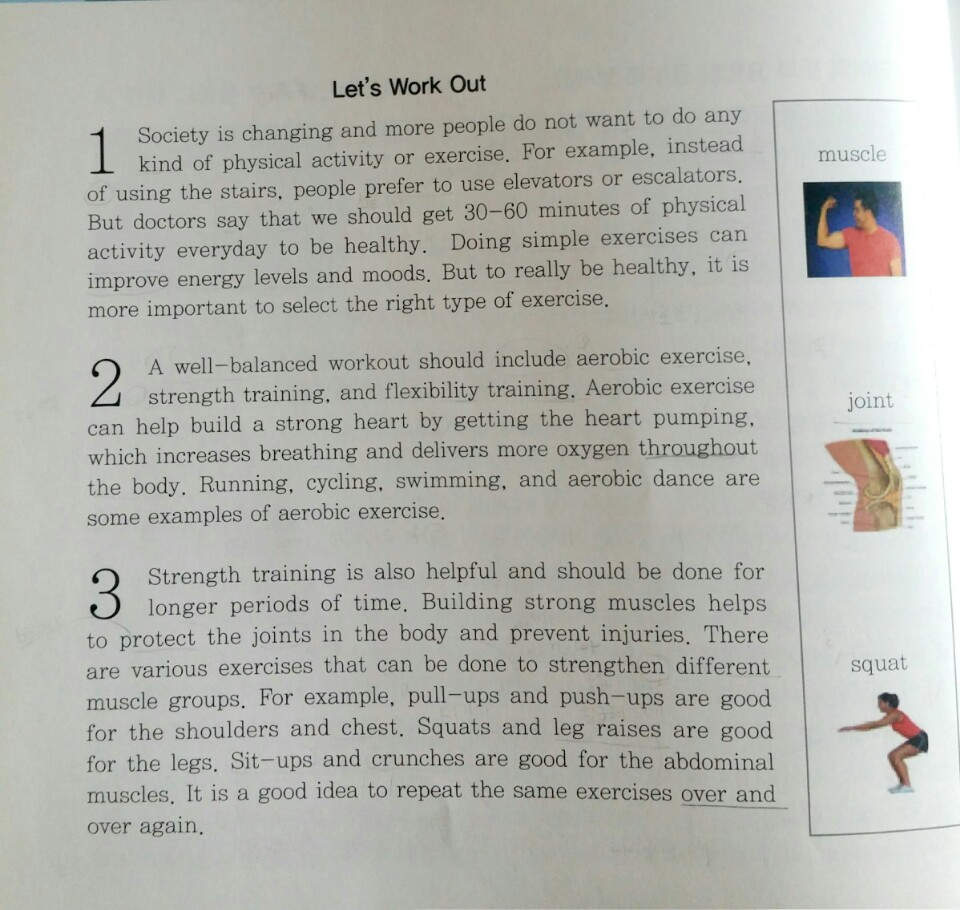 Let's Work Out
1 Society is changing and more people do not want to do any
kind of physical activity or exercise. For example, instead
of using the stairs, people prefer to use elevators or escalators.
But doctors say that we should get 30-60 minutes of physical
activity everyday to be healthy. Doing simple exercises can
improve energy levels and moods. But to really be healthy, it is
more important to select the right type of exercise.
2 A well-balanced workout should include aerobic exercise,
strength training, and flexibility training. Aerobic exercise
can help build a strong heart by getting the heart pumping,
which increases breathing and delivers more oxygen throughout
the body. Running, cycling, swimming, and aerobic dance are
some examples of aerobic exercise.
3 Strength training is also helpful and should be done for
longer periods of time. Building strong muscles helps
to protect the joints in the body and prevent injuries. There
are various exercises that can be done to strengthen different
muscle groups. For example, pull-ups and push-ups are good
for the shoulders and chest. Squats and leg raises are good
for the legs. Sit-ups and crunches are good for the abdominal
muscles. It is a good idea to repeat the same exercises over and
over again.
muscle
joint
squat